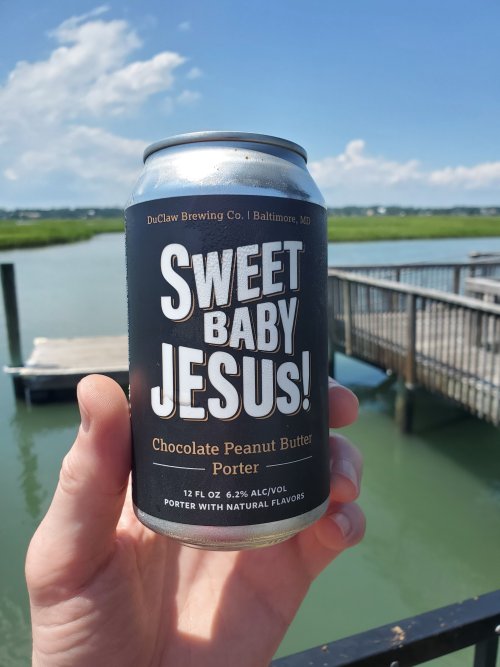 DuClaw Brewing Co. | Baltimore, MD
SWEET
BABY
JESUS!
Chocolate Peanut Butter
Porter
12 FL OZ 6.2% ALC/VOL
PORTER WITH NATURAL FLAVORS